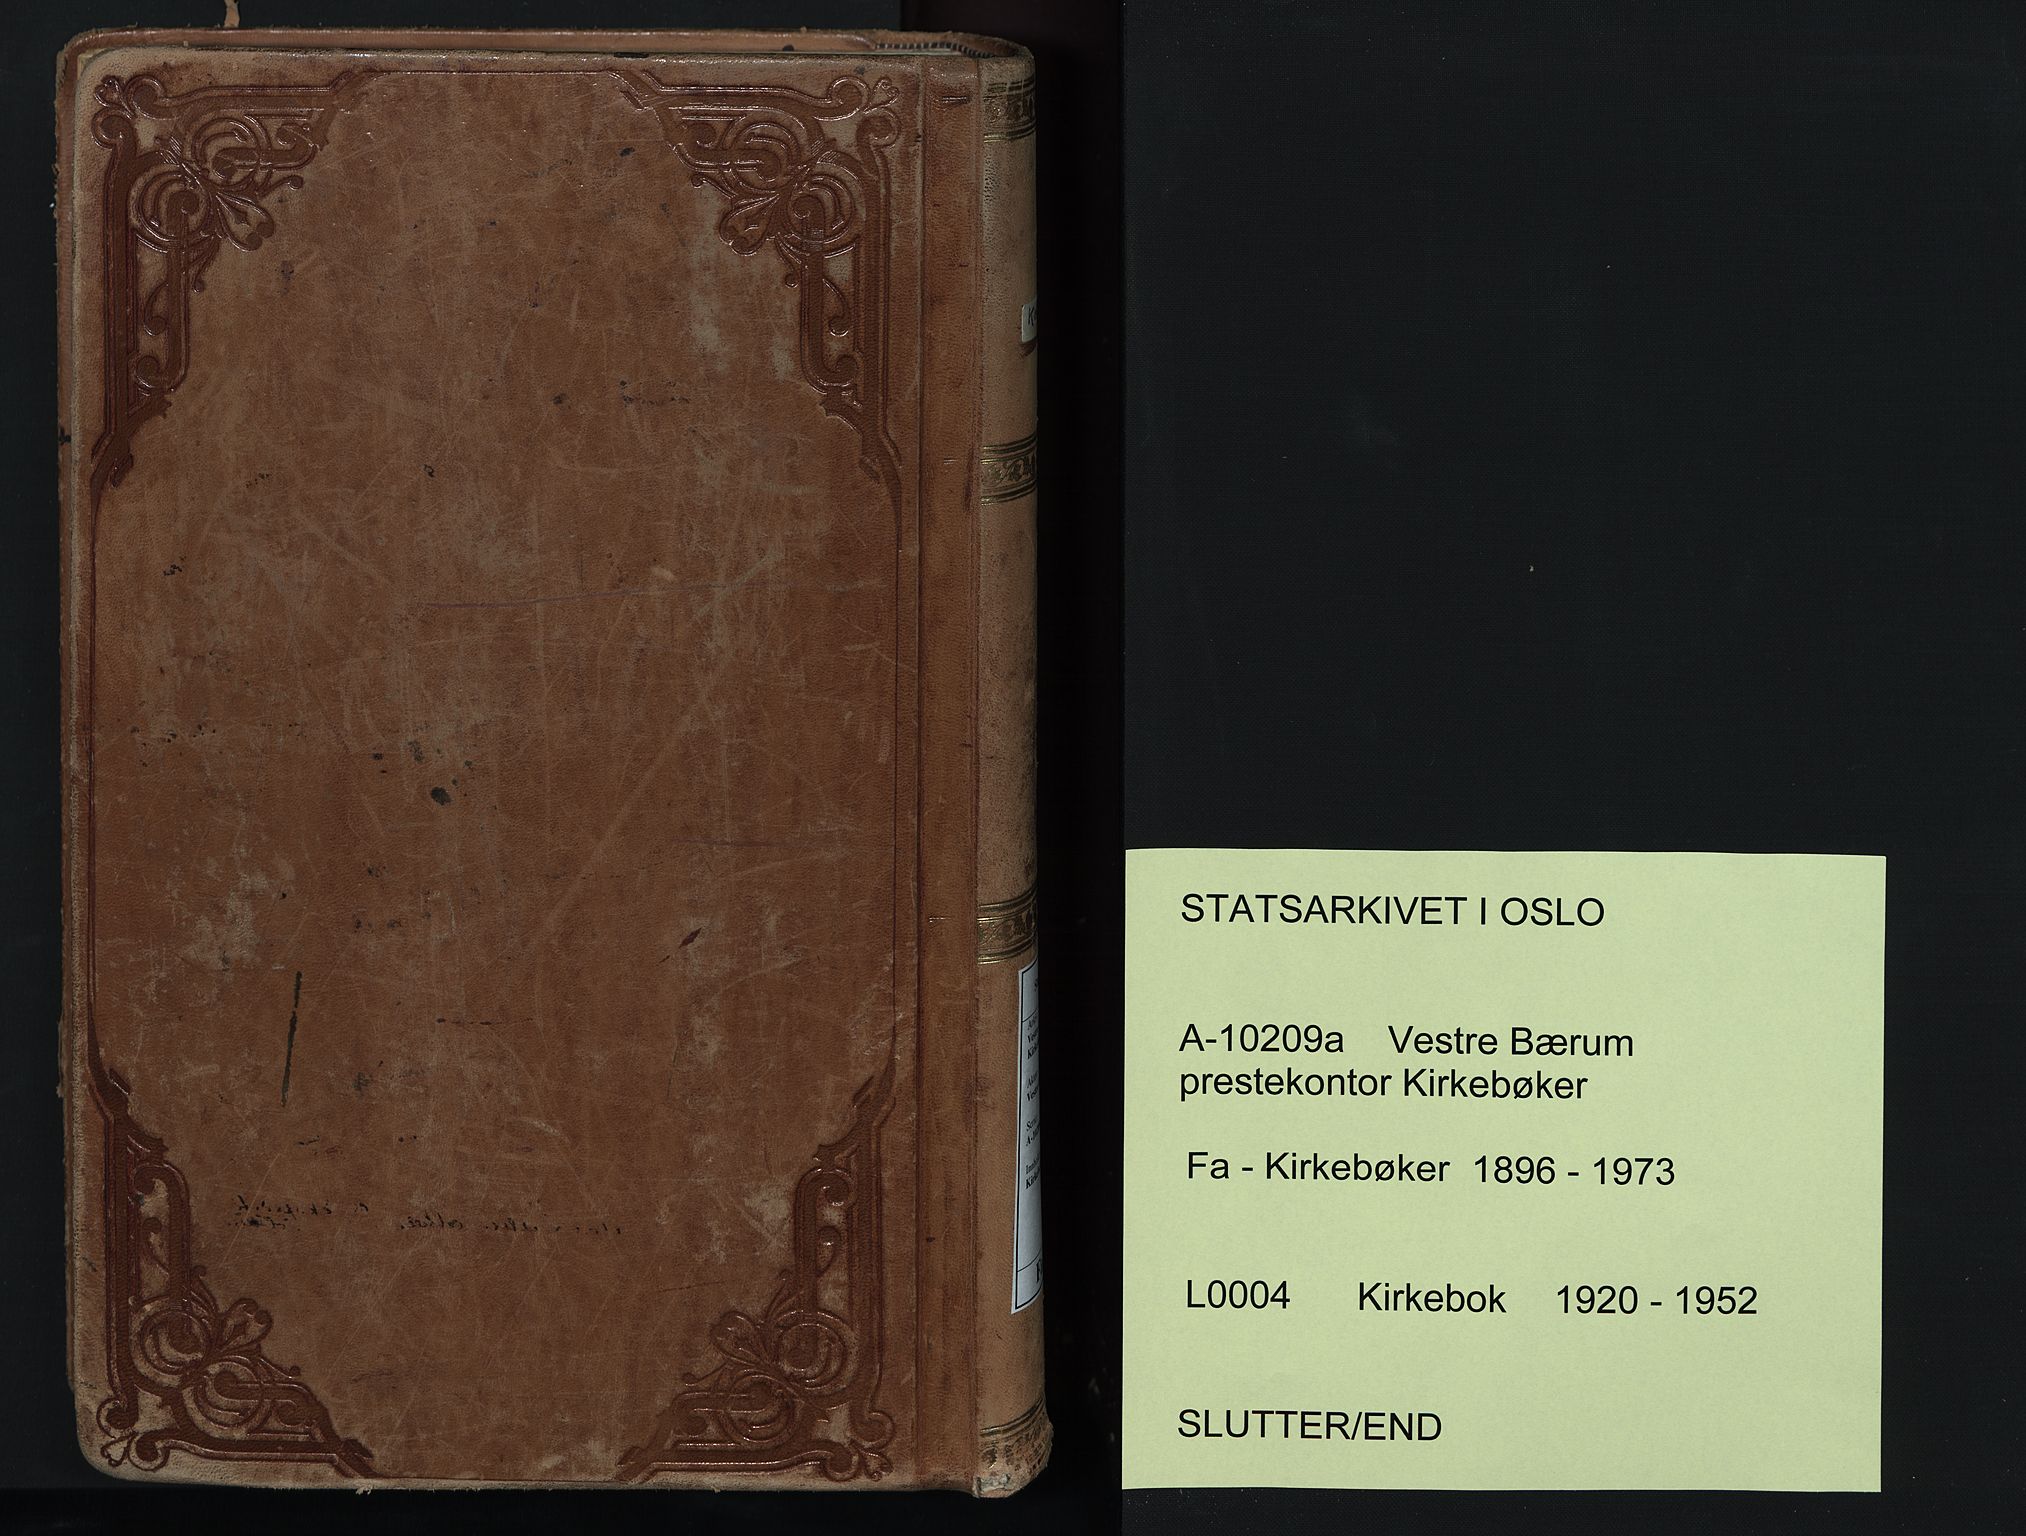 STATSARKIVET I OSLO
A-10209a Vestre Bærum
prestekontor Kirkebøker
Fa - Kirkebøker 1896 - 1973
L0004 Kirkebok 1920 - 1952
SLUTTER/END